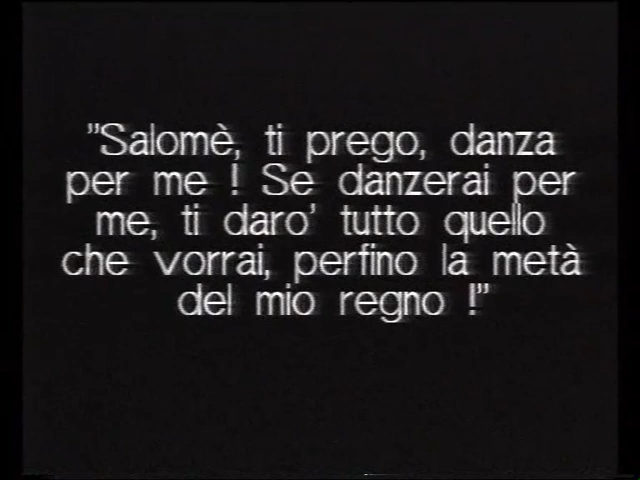 "Salomè, ti prego, danza
per me ! Se danzerai per
me, ti daro' tutto quello
che vorrai, perfino la metà
del mio regno !"